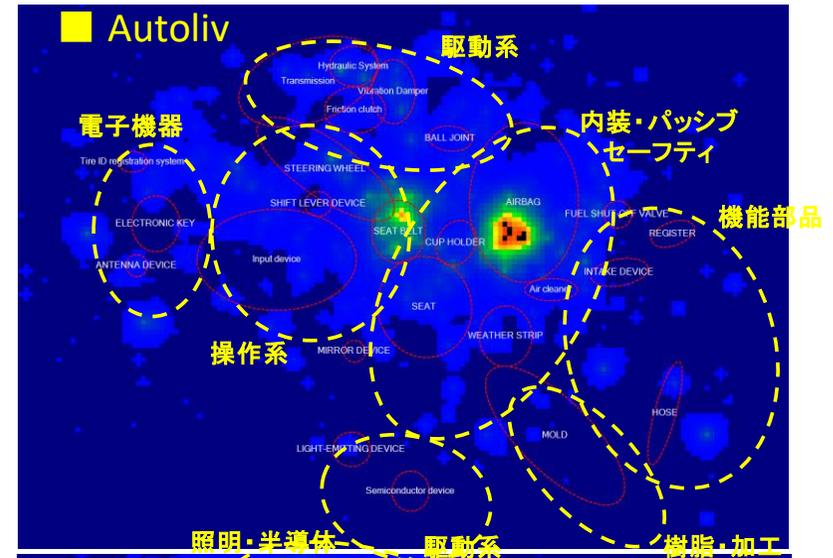 ■ Autoliv
駆動系
Hydraulic System
Transmission
Vibration Damper
Friction clutch
電子機器
内装・パッシブ
セーフティ
BALL JOINT
Tire ID registration system
STEERING WHEEL
SHIFT LEVER DEVICE
AIRBAG
FUEL SHUT-OFF VALVE
機能部品
ELECTRONIC KEY
SEAT BELT
CUP HOLDER
REGISTER
ANTENNA DEVICE
Input device
INTAKE DEVICE
Air cleaner
SEAT
WEATHER STRIP
操作系
MIRROR DEVICE
HOSE
MOLD
LIGHT-EMITTING DEVICE
Semiconductor device
照明・半導体
駆動系
樹脂・加工